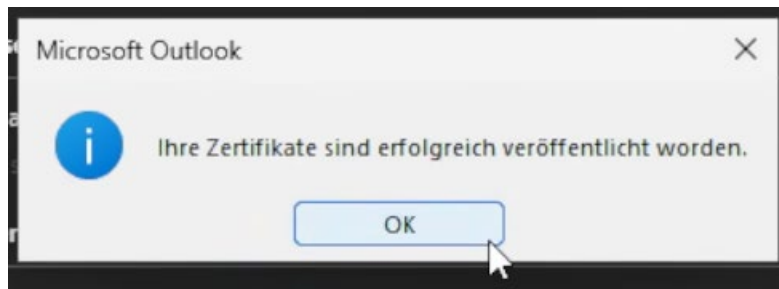 Microsoft Outlook
Ihre Zertifikate sind erfolgreich veröffentlicht worden.
OK